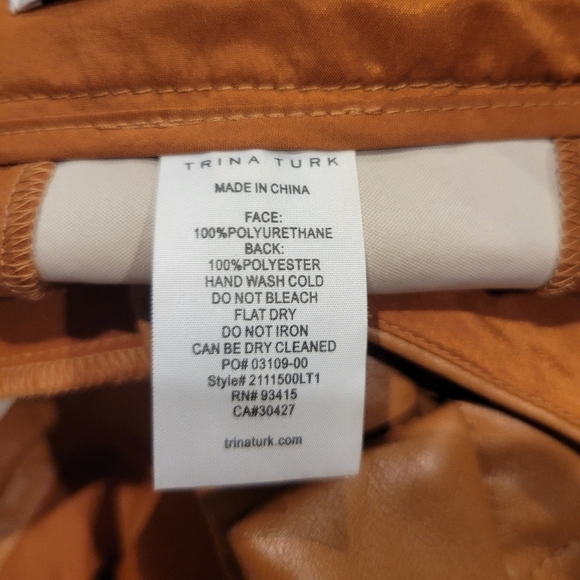 TRINA TURK
MADE IN CHINA
FACE:
100%POLYURETHANE
BACK:
100%POLYESTER
HAND WASH COLD
DO NOT BLEACH
FLAT DRY
DO NOT IRON
CAN BE DRY CLEANED
PO# 03109-00
Style# 2111500LT1
RN# 93415
CA#30427
trinaturk.com